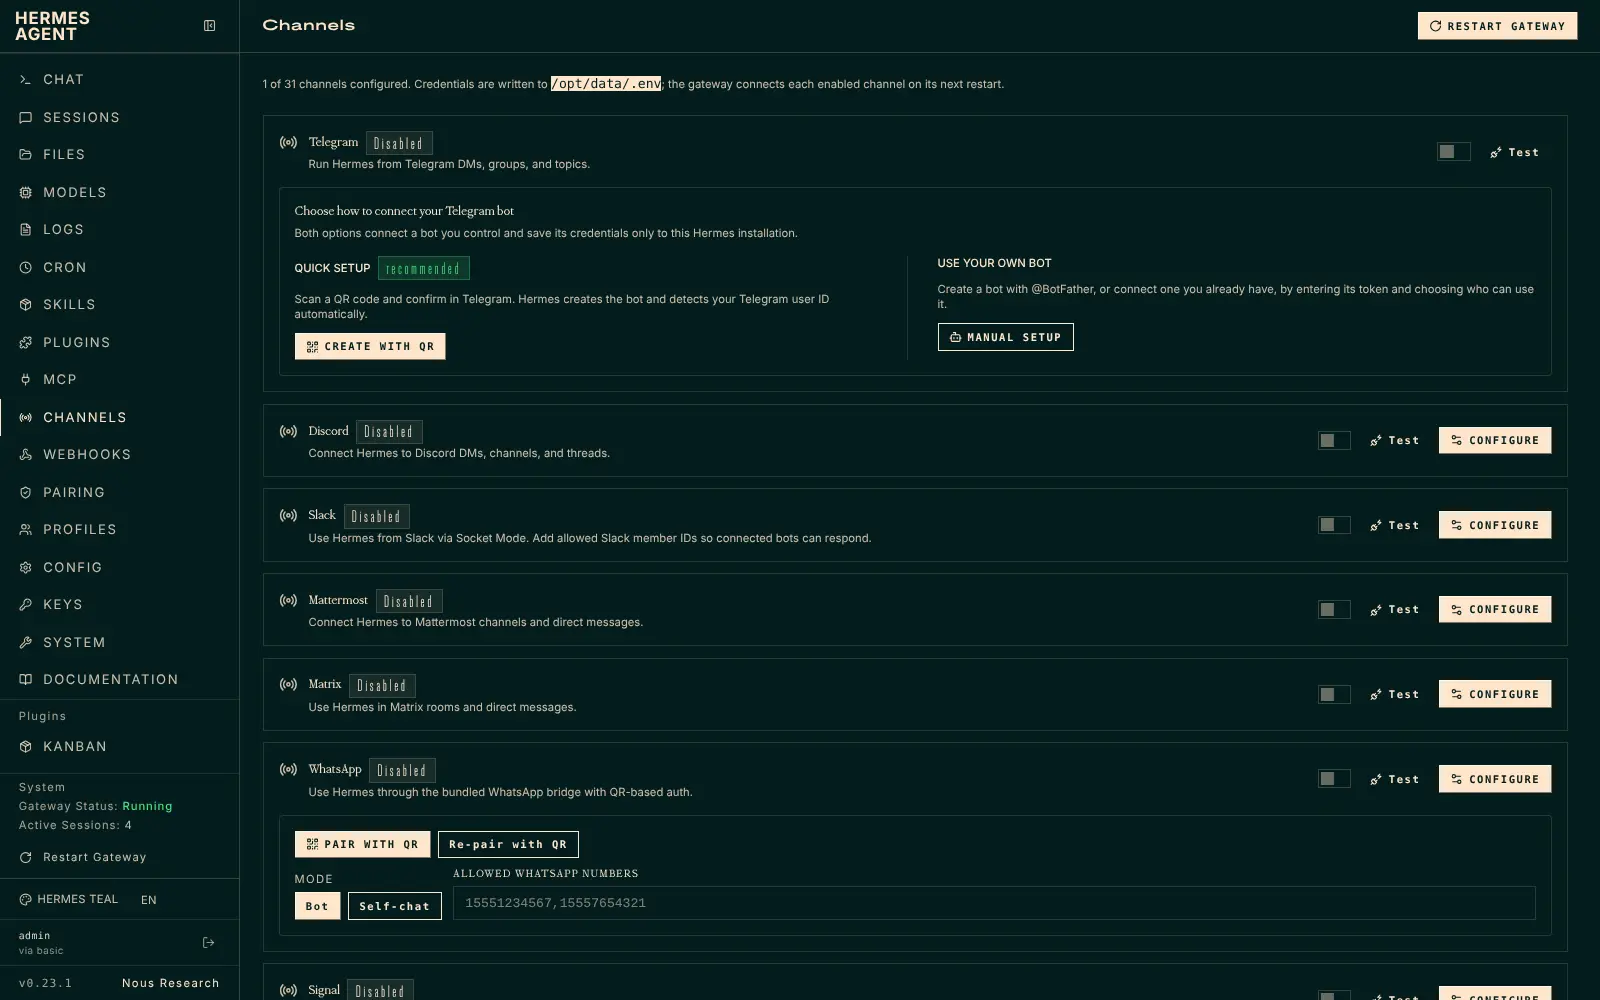 HERMES
AGENT
Channels
RESTART GATEWAY
CHAT
SESSIONS
FILES
MODELS
LOGS
CRON
SKILLS
PLUGINS
MCP
CHANNELS
WEBHOOKS
PAIRING
PROFILES
CONFIG
KEYS
SYSTEM
DOCUMENTATION
Plugins
KANBAN
System
Gateway Status: Running
Active Sessions: 4
Restart Gateway
HERMES TEAL EN
admin
via basic
v0.23.1 Nous Research
1 of 31 channels configured. Credentials are written to /opt/data/.env; the gateway connects each enabled channel on its next restart.
Telegram Disabled
Run Hermes from Telegram DMs, groups, and topics.
Test
Choose how to connect your Telegram bot
Both options connect a bot you control and save its credentials only to this Hermes installation.
QUICK SETUP recommended
Scan a QR code and confirm in Telegram. Hermes creates the bot and detects your Telegram user ID
automatically.
CREATE WITH QR
USE YOUR OWN BOT
Create a bot with @BotFather, or connect one you already have, by entering its token and choosing who can use
it.
MANUAL SETUP
Discord Disabled
Connect Hermes to Discord DMs, channels, and threads.
Test CONFIGURE
Slack Disabled
Use Hermes from Slack via Socket Mode. Add allowed Slack member IDs so connected bots can respond.
Test CONFIGURE
Mattermost Disabled
Connect Hermes to Mattermost channels and direct messages.
Test CONFIGURE
Matrix Disabled
Use Hermes in Matrix rooms and direct messages.
Test CONFIGURE
WhatsApp Disabled
Use Hermes through the bundled WhatsApp bridge with QR-based auth.
Test CONFIGURE
PAIR WITH QR Re-pair with QR
MODE
Bot Self-chat
ALLOWED WHATSAPP NUMBERS
15551234567,15557654321
Signal Disabled
Test CONFIGURE